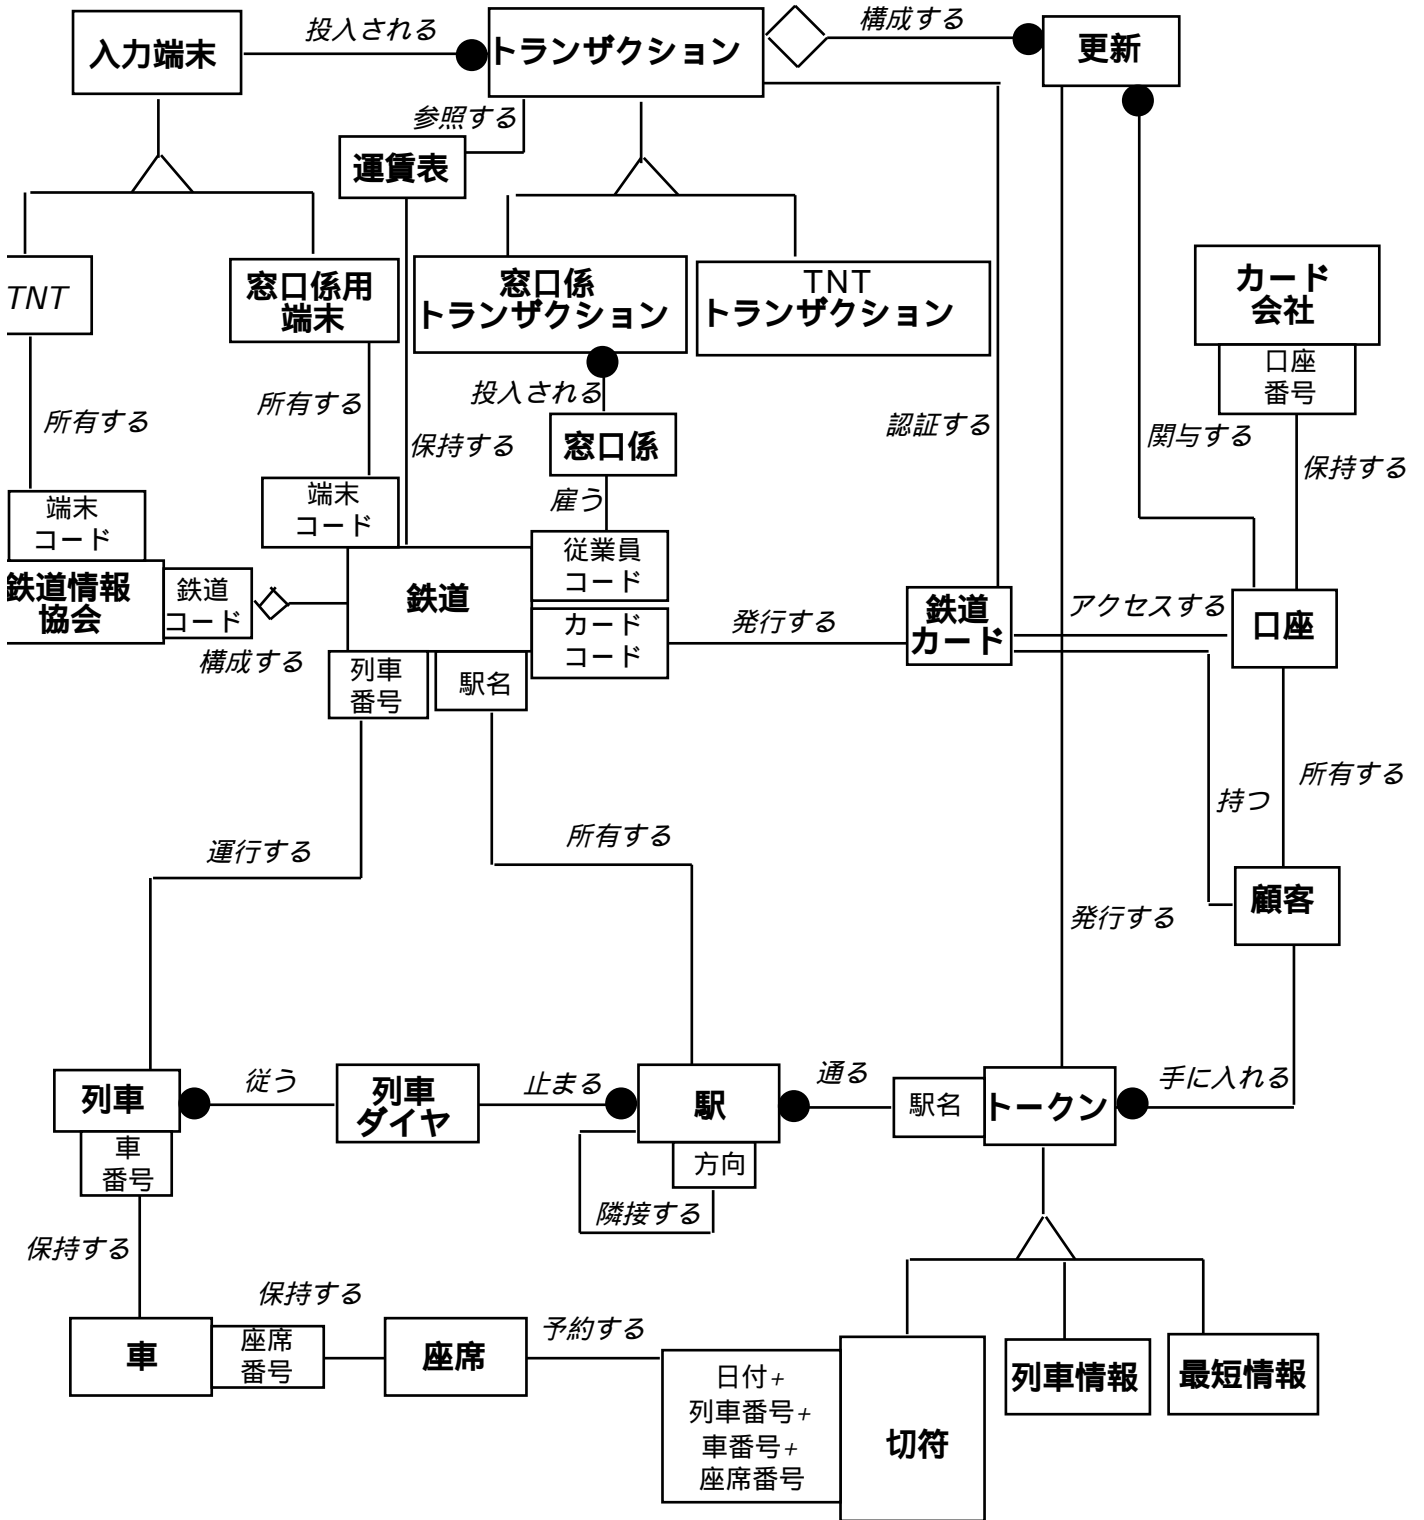 投入される
構成する
入力端末
トランザクション
更新
参照する
運賃表
TNT
窓口係用
端末
窓口係
トランザクション
TNT
トランザクション
カード
会社
口座
番号
所有する
所有する
保持する
投入される
窓口係
認証する
関与する
保持する
雇う
端末
コード
端末
コード
従業員
コード
鉄道情報
協会
鉄道
コード
鉄道
カード
コード
発行する
鉄道
カード
アクセスする
口座
構成する
列車
番号
駅名
所有する
持つ
運行する
所有する
顧客
発行する
列車
従う
列車
ダイヤ
止まる
駅
通る
駅名
トークン
手に入れる
車
番号
方向
隣接する
保持する
保持する
車
座席
番号
座席
予約する
日付+
列車番号+
車番号+
座席番号
切符
列車情報
最短情報